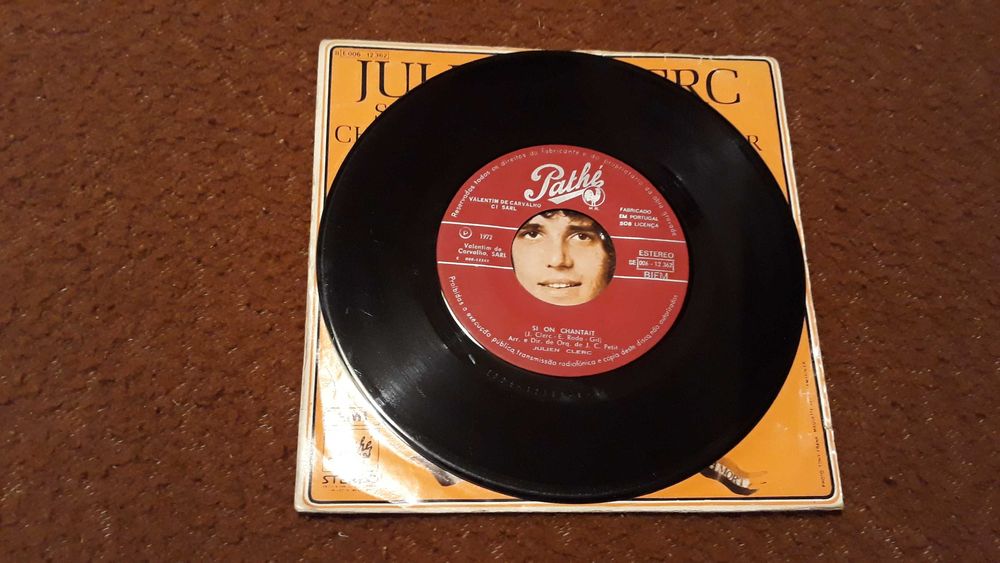 BE 006 - 12 362
JUL ERC
S
CH R
Reservados todos os direitos do fabricante e do proprietário da obra gravada
Pathé
VALENTIM DE CARVALHO
CI SARL
FABRICADO
EM PORTUGAL
SOB LICENÇA
℗ 1972
Valentim de
Carvalho, SARL
ESTEREO
8E 006 - 12 362
BIEM
SI ON CHANTAIT
(J. Clerc - E. Roda - Gil)
Arr. e Dir. de Orq. de J. C. Petit
JULIEN CLERC
Proibidas a execução pública, transmissão radiofónica e cópia deste disco não autorizadas
STE
MORT